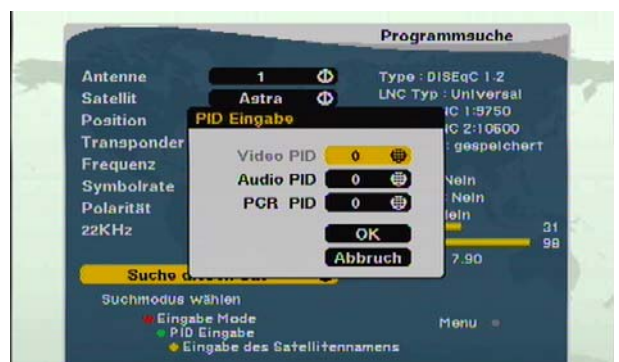 Programmsuche
Antenne 1 Type : DISEqC 1.2
Satellit Astra LNC Typ : Universal
Position C 1:9750
PID Eingabe
C 2:10600
Transponder : gespeichert
Video PID 0
Frequenz
Audio PID 0 Nein
Symbolrate Nein
PCR PID 0
Polarität
22KHz 31
OK
98
Abbruch 7.90
Suche
Suchmodus wählen
Eingabe Mode
Menu
PID Eingabe
Eingabe des Satellitennamens